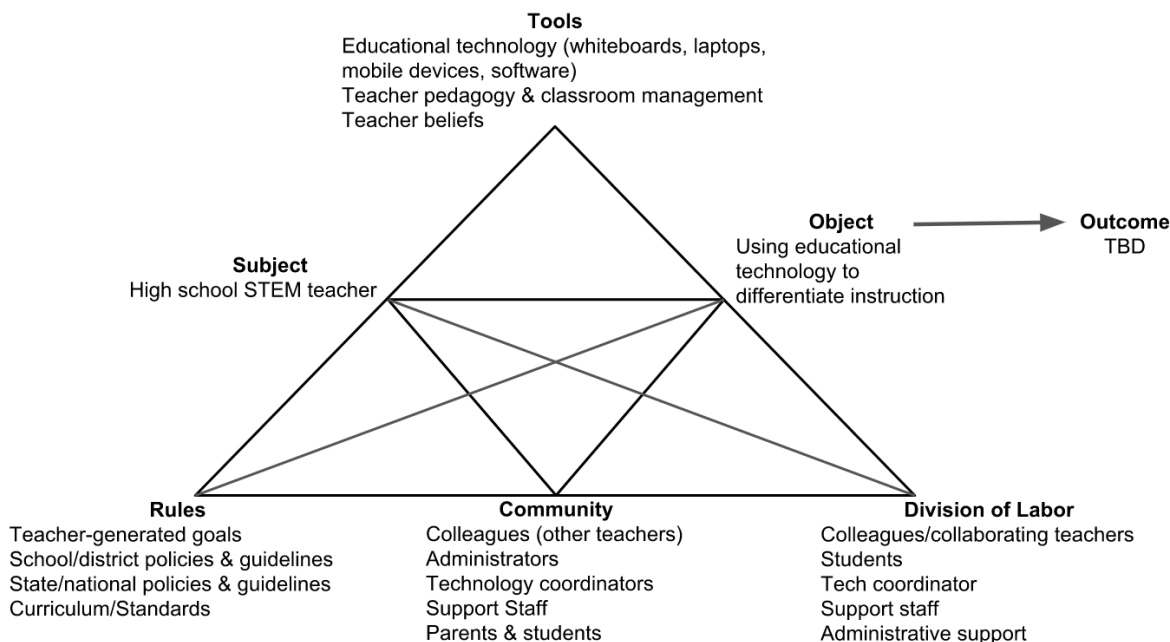 Tools
Educational technology (whiteboards, laptops,
mobile devices, software)
Teacher pedagogy & classroom management
Teacher beliefs
Subject
High school STEM teacher
Object
Using educational
technology to
differentiate instruction
Outcome
TBD
Rules
Teacher-generated goals
School/district policies & guidelines
State/national policies & guidelines
Curriculum/Standards
Community
Colleagues (other teachers)
Administrators
Technology coordinators
Support Staff
Parents & students
Division of Labor
Colleagues/collaborating teachers
Students
Tech coordinator
Support staff
Administrative support